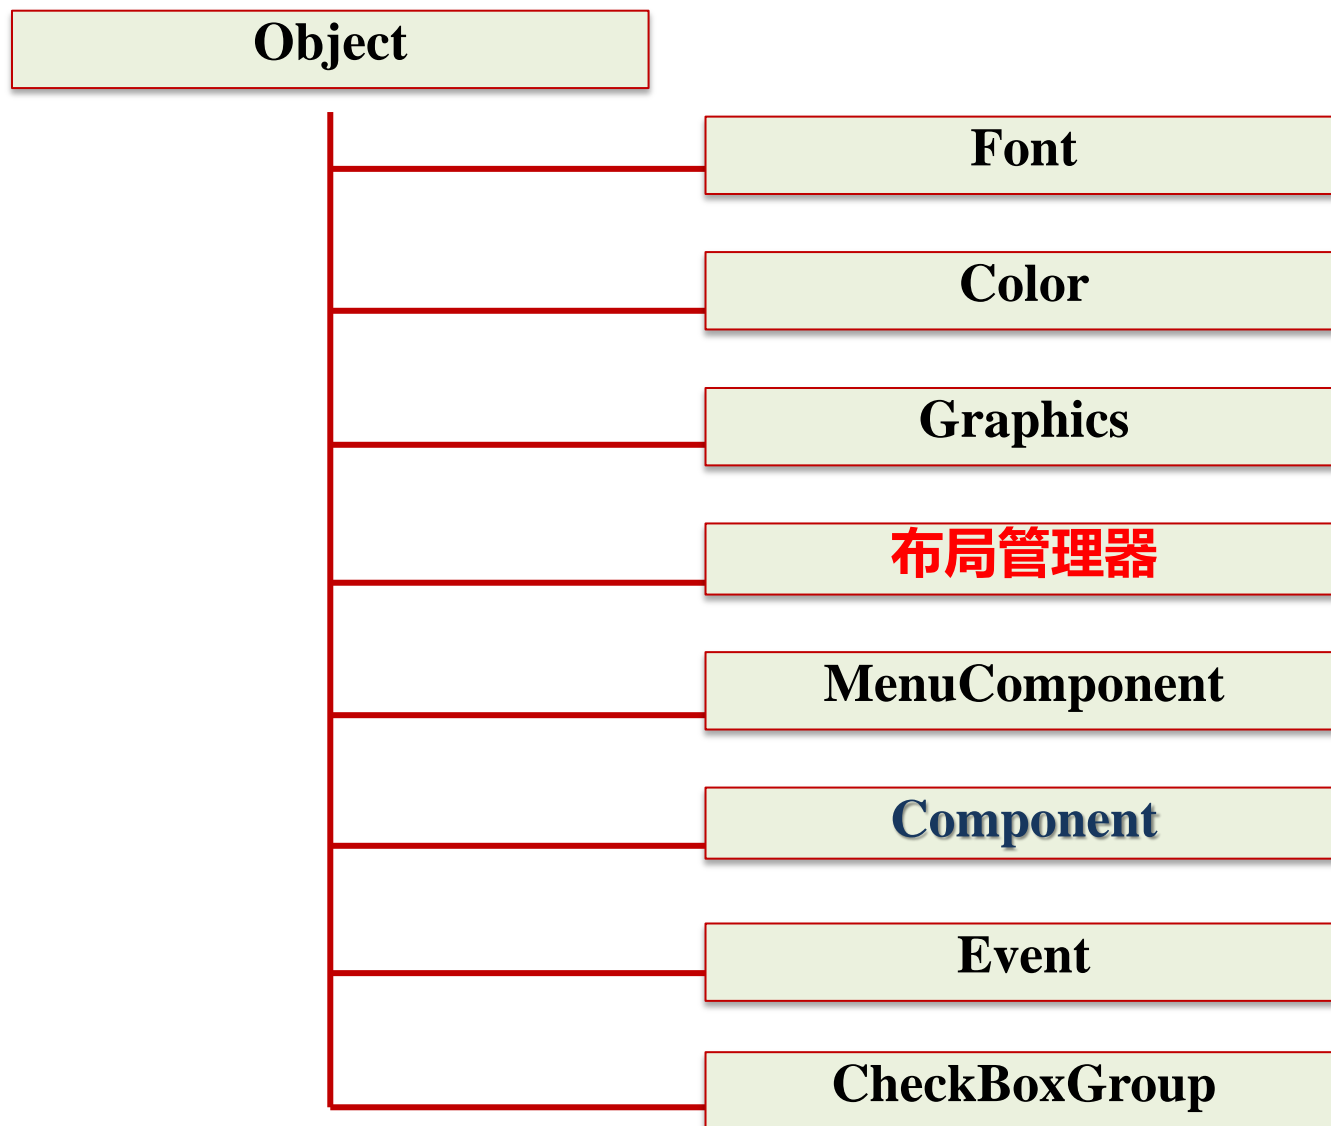 Object
Font
Color
Graphics
布局管理器
MenuComponent
Component
Event
CheckBoxGroup